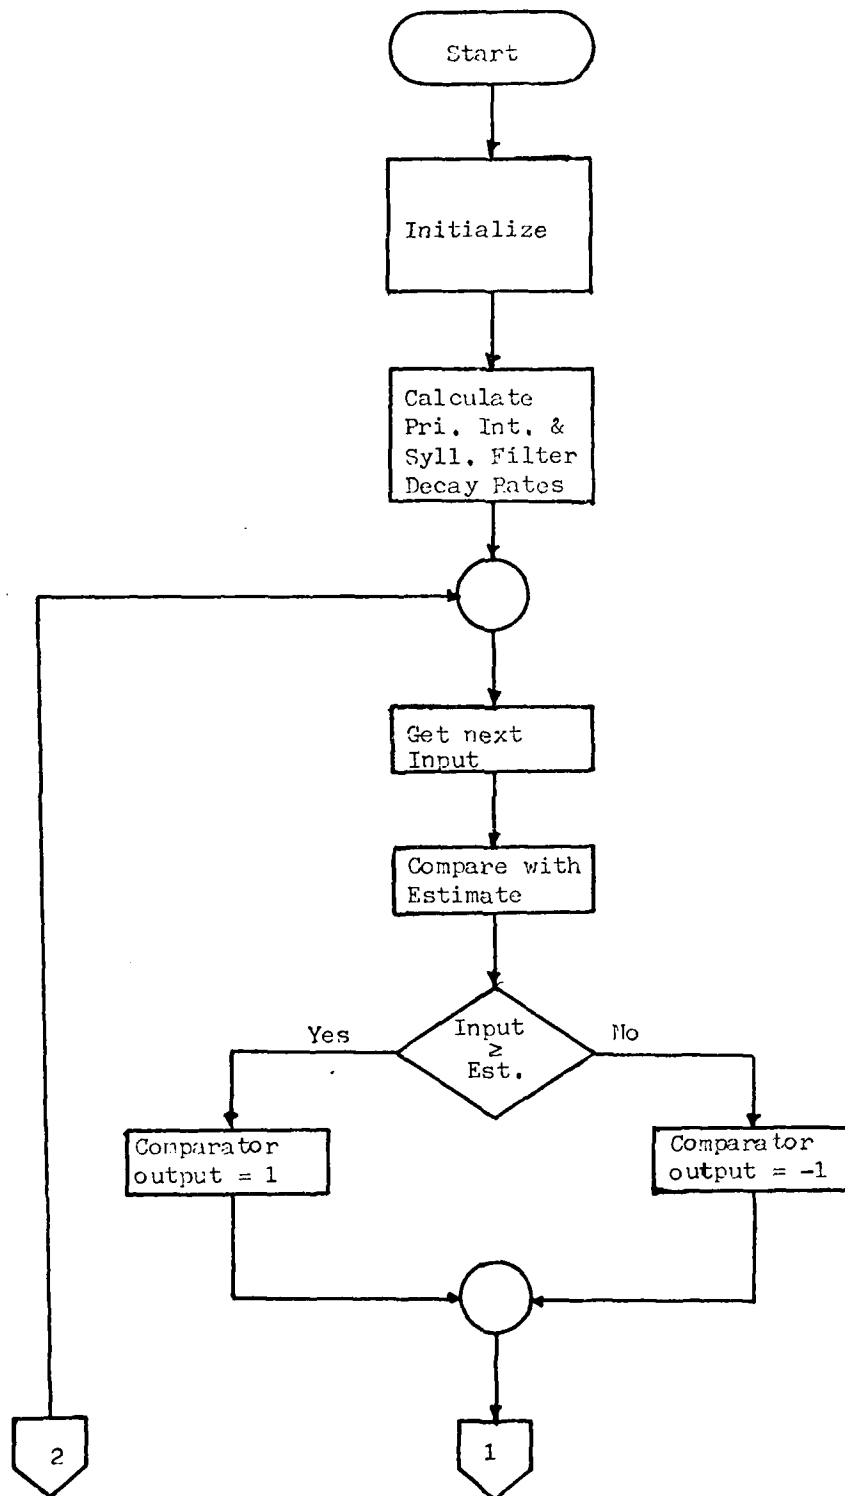 Start
Initialize
Calculate
Pri. Int. &
Syll. Filter
Decay Rates
Get next
Input
Compare with
Estimate
Yes
Input
≥
Est.
No
Comparator
output = 1
Comparator
output = -1
2
1